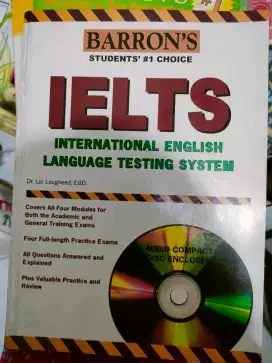 BARRON'S
STUDENTS' #1 CHOICE
IELTS
INTERNATIONAL ENGLISH
LANGUAGE TESTING SYSTEM
Dr. Lin Lougheed, Ed.D.
Covers All Four Modules for
Both the Academic and
General Training Exams
Four Full-length Practice Exams
All Questions Answered and
Explained
Plus Valuable Practice and
Review
AUDIO COMPACT
DISC ENCLOSED